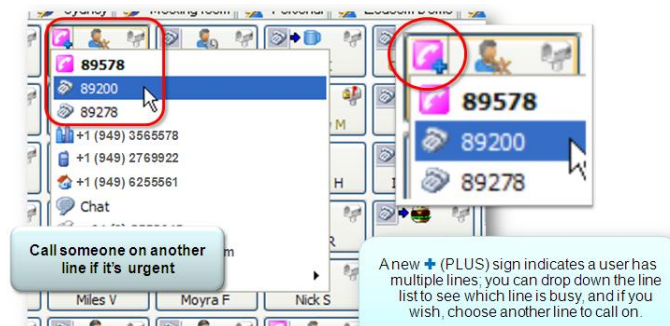 Sydney
Meeting room
Personal
Zodcom Demo
89578
89200
89278
+1 (949) 3565578
+1 (949) 2769922
+1 (949) 6255561
Chat
M
H
R
m
Miles V
Moyra F
Nick S
Call someone on another
line if it's urgent
89578
89200
89278
A new + (PLUS) sign indicates a user has
multiple lines; you can drop down the line
list to see which line is busy, and if you
wish, choose another line to call on.